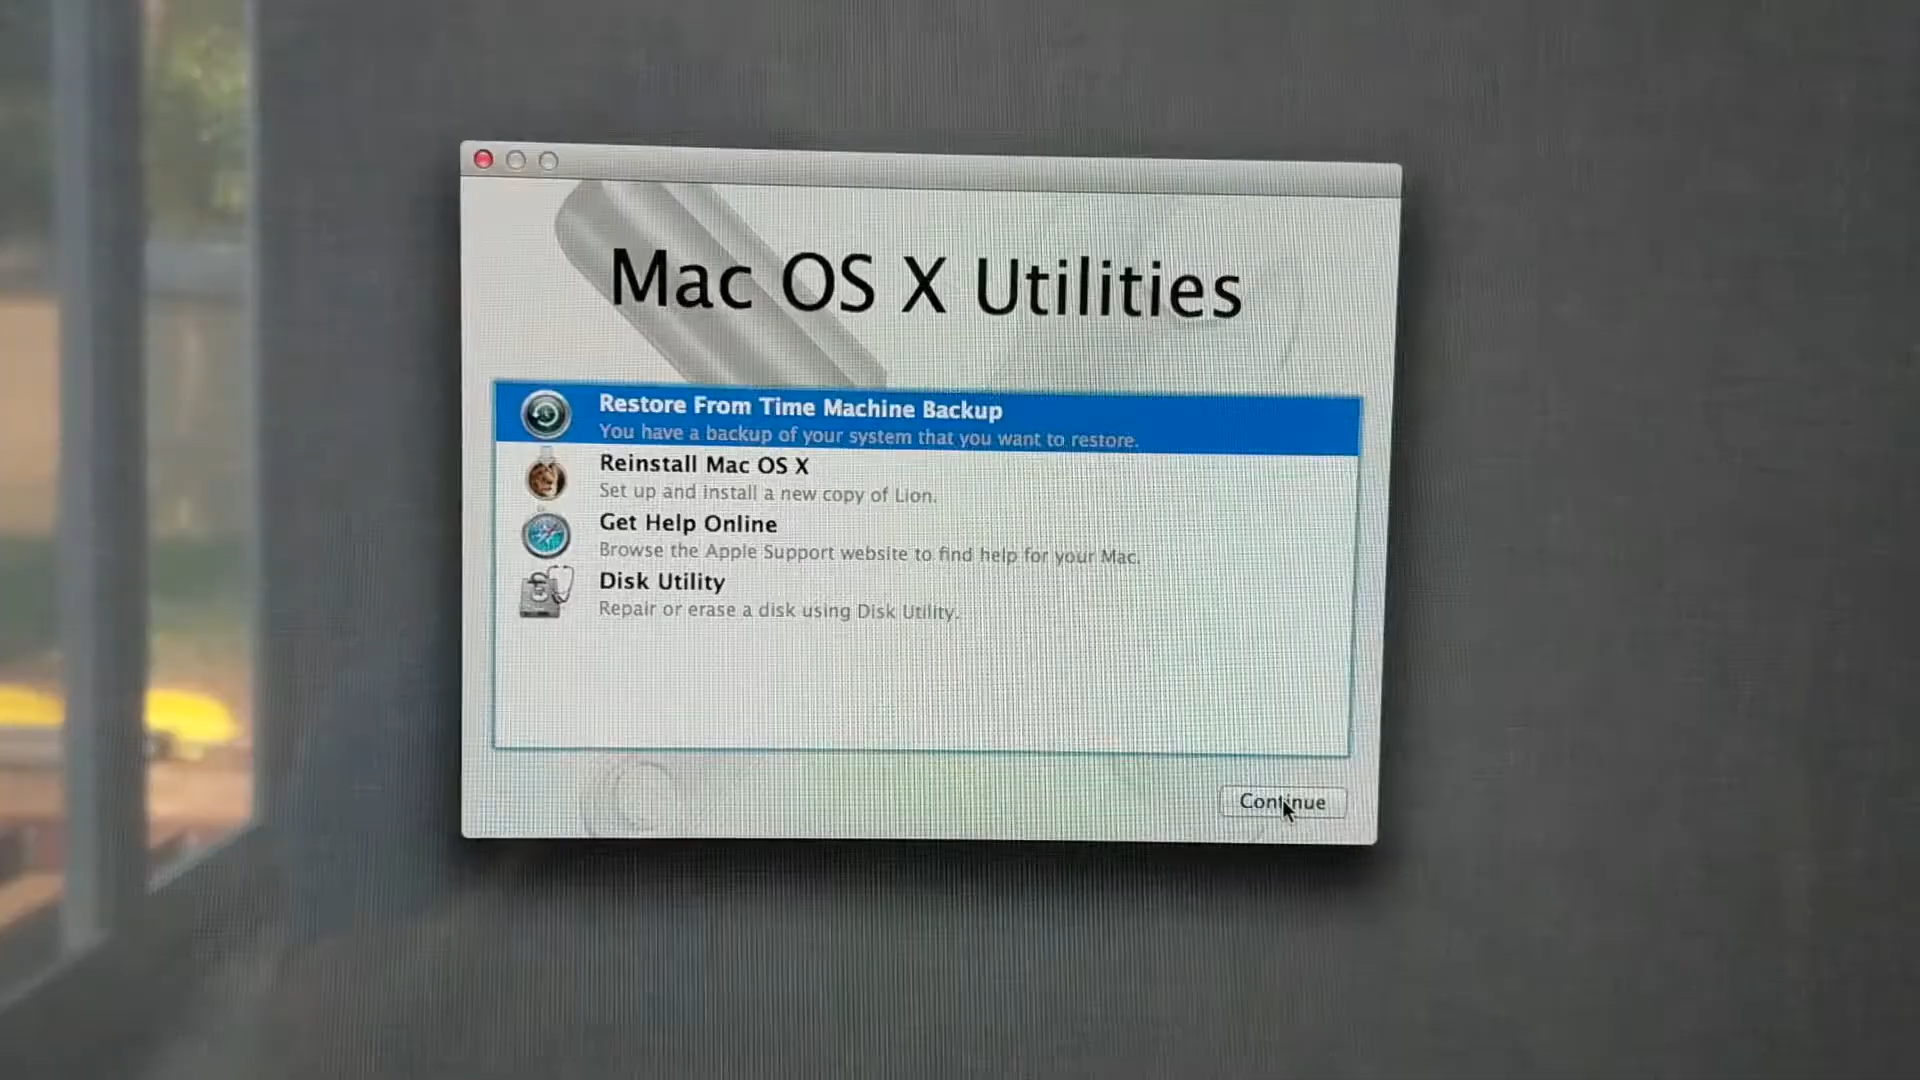 Mac OS X Utilities
Restore From Time Machine Backup
You have a backup of your system that you want to restore.
Reinstall Mac OS X
Set up and install a new copy of Lion.
Get Help Online
Browse the Apple Support website to find help for your Mac.
Disk Utility
Repair or erase a disk using Disk Utility.
Continue